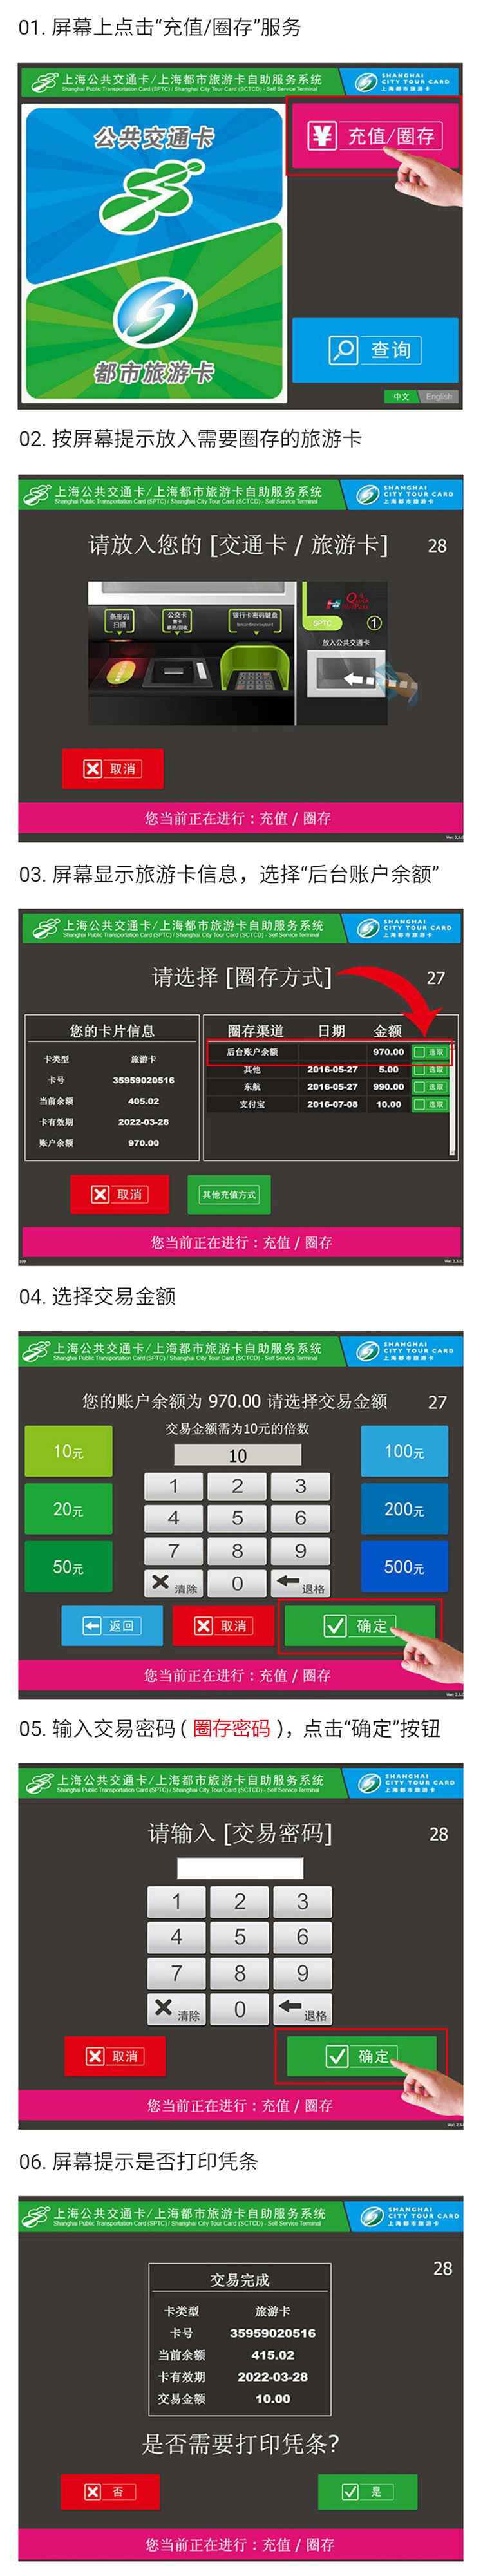 01. 屏幕上点击“充值/圈存”服务
上海公共交通卡/上海都市旅游卡自助服务系统
Shanghai Public Transportation Card (SPTC) / Shanghai City Tour Card (SCTCD) - Self Service Terminal
SHANGHAI
CITY TOUR CARD
上海都市旅游卡
公共交通卡
¥ 充值/圈存
都市旅游卡
查询
中文 English
02. 按屏幕提示放入需要圈存的旅游卡
上海公共交通卡/上海都市旅游卡自助服务系统
Shanghai Public Transportation Card (SPTC) / Shanghai City Tour Card (SCTCD) - Self Service Terminal
SHANGHAI
CITY TOUR CARD
上海都市旅游卡
请放入您的 [交通卡 / 旅游卡] 28
条形码
扫描
公交卡
银行卡密码键盘
SPTC ①
放入公共交通卡
取消
您当前正在进行：充值 / 圈存
03. 屏幕显示旅游卡信息，选择“后台账户余额”
上海公共交通卡/上海都市旅游卡自助服务系统
Shanghai Public Transportation Card (SPTC) / Shanghai City Tour Card (SCTCD) - Self Service Terminal
SHANGHAI
CITY TOUR CARD
上海都市旅游卡
请选择 [圈存方式] 27
您的卡片信息
卡类型 旅游卡
卡号 35959020516
当前余额 405.02
卡有效期 2022-03-28
账户余额 970.00
圈存渠道 日期 金额
后台账户余额 970.00 选取
其他 2016-05-27 5.00 选取
东航 2016-05-27 990.00 选取
支付宝 2016-07-08 10.00 选取
取消 其他充值方式
您当前正在进行：充值 / 圈存
04. 选择交易金额
上海公共交通卡/上海都市旅游卡自助服务系统
Shanghai Public Transportation Card (SPTC) / Shanghai City Tour Card (SCTCD) - Self Service Terminal
SHANGHAI
CITY TOUR CARD
上海都市旅游卡
您的账户余额为 970.00 请选择交易金额 27
交易金额需为10元的倍数
10
10元 1 2 3 100元
20元 4 5 6 200元
50元 7 8 9 500元
清除 0 退格
返回 取消 确定
您当前正在进行：充值 / 圈存
05. 输入交易密码 ( 圈存密码 )，点击“确定”按钮
上海公共交通卡/上海都市旅游卡自助服务系统
Shanghai Public Transportation Card (SPTC) / Shanghai City Tour Card (SCTCD) - Self Service Terminal
SHANGHAI
CITY TOUR CARD
上海都市旅游卡
请输入 [交易密码] 28
1 2 3
4 5 6
7 8 9
清除 0 退格
取消 确定
您当前正在进行：充值 / 圈存
06. 屏幕提示是否打印凭条
上海公共交通卡/上海都市旅游卡自助服务系统
Shanghai Public Transportation Card (SPTC) / Shanghai City Tour Card (SCTCD) - Self Service Terminal
SHANGHAI
CITY TOUR CARD
上海都市旅游卡
28
交易完成
卡类型 旅游卡
卡号 35959020516
当前余额 415.02
卡有效期 2022-03-28
交易金额 10.00
是否需要打印凭条?
否 是
您当前正在进行：充值 / 圈存